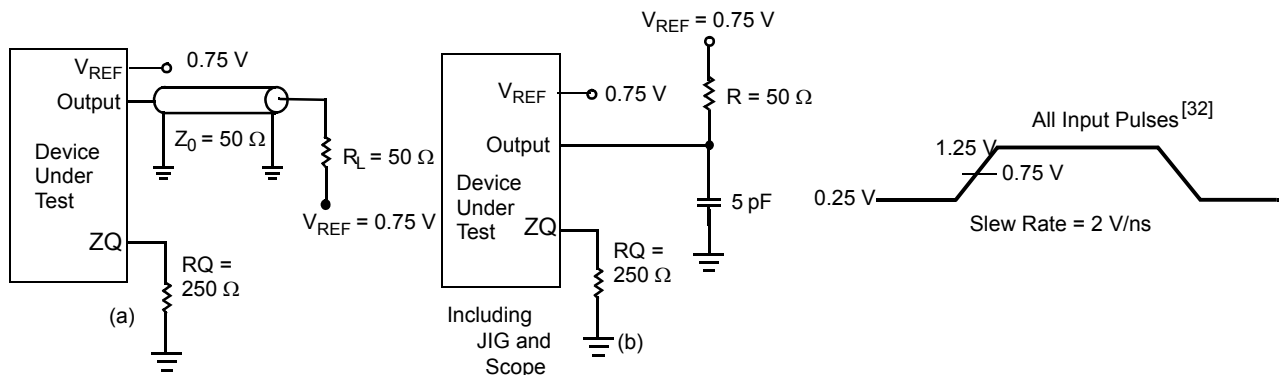 V_REF 0.75 V
Output
Z_0 = 50 Ω
Device
Under
Test
R_L = 50 Ω
V_REF = 0.75 V
ZQ
RQ =
250 Ω
(a)
V_REF = 0.75 V
V_REF 0.75 V
R = 50 Ω
Output
Device
Under
Test
5 pF
ZQ
RQ =
250 Ω
Including
JIG and
Scope
(b)
All Input Pulses[32]
1.25 V
0.75 V
0.25 V
Slew Rate = 2 V/ns